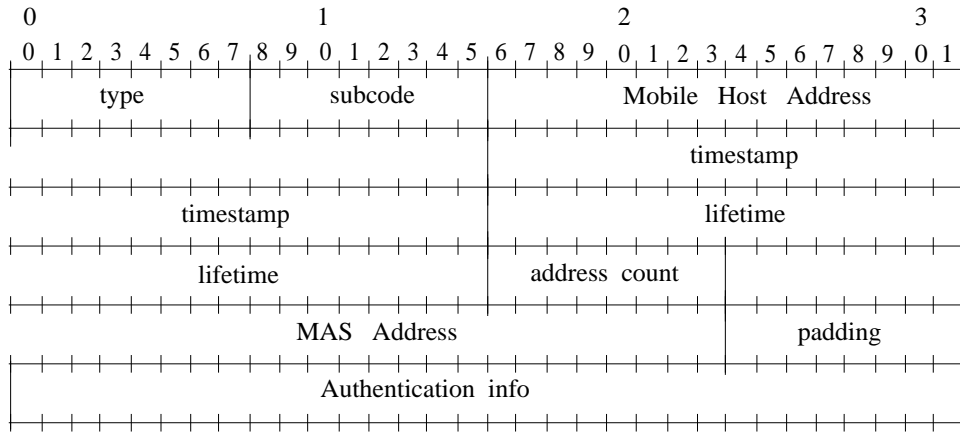 0 1 2 3
0 1 2 3 4 5 6 7 8 9 0 1 2 3 4 5 6 7 8 9 0 1 2 3 4 5 6 7 8 9 0 1
type subcode Mobile Host Address
timestamp
timestamp lifetime
lifetime address count
MAS Address padding
Authentication info